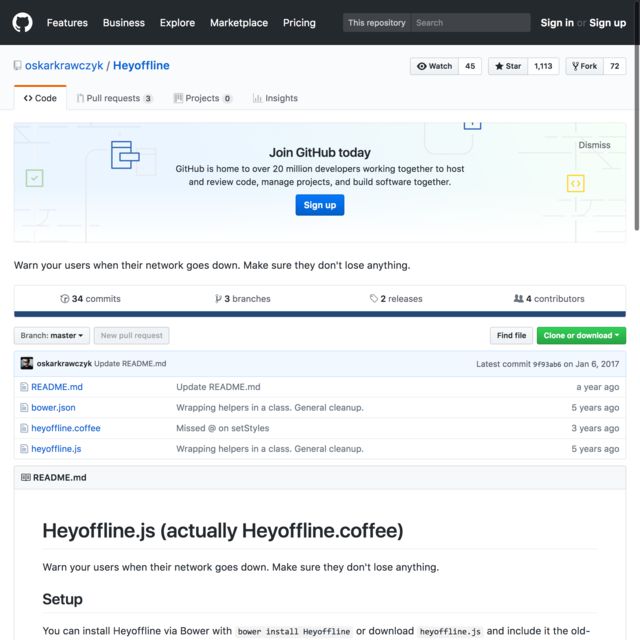 Features Business Explore Marketplace Pricing This repository Search Sign in or Sign up
oskarkrawczyk / Heyoffline Watch 45 Star 1,113 Fork 72
Code Pull requests 3 Projects 0 Insights
Join GitHub today
Dismiss
GitHub is home to over 20 million developers working together to host
and review code, manage projects, and build software together.
Sign up
Warn your users when their network goes down. Make sure they don't lose anything.
34 commits 3 branches 2 releases 4 contributors
Branch: master New pull request Find file Clone or download
oskarkrawczyk Update README.md Latest commit 9f93ab6 on Jan 6, 2017
README.md Update README.md a year ago
bower.json Wrapping helpers in a class. General cleanup. 5 years ago
heyoffline.coffee Missed @ on setStyles 3 years ago
heyoffline.js Wrapping helpers in a class. General cleanup. 5 years ago
README.md
Heyoffline.js (actually Heyoffline.coffee)
Warn your users when their network goes down. Make sure they don't lose anything.
Setup
You can install Heyoffline via Bower with bower install Heyoffline or download heyoffline.js and include it the old-